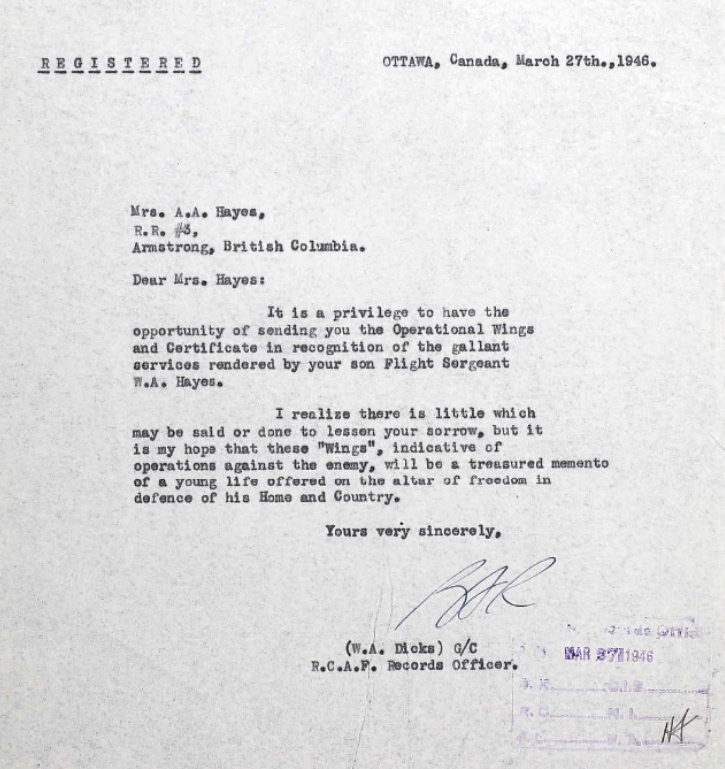 REGISTERED
OTTAWA, Canada, March 27th.,1946.
Mrs. A.A. Hayes,
R.R. #3,
Armstrong, British Columbia.
Dear Mrs. Hayes:
It is a privilege to have the
opportunity of sending you the Operational Wings
and Certificate in recognition of the gallant
services rendered by your son Flight Sergeant
W.A. Hayes.
I realize there is little which
may be said or done to lessen your sorrow, but it
is my hope that these "Wings", indicative of
operations against the enemy, will be a treasured memento
of a young life offered on the altar of freedom in
defence of his Home and Country.
Yours very sincerely,
(W.A. Dicks) G/C
R.C.A.F. Records Officer.
MAR 27 1946